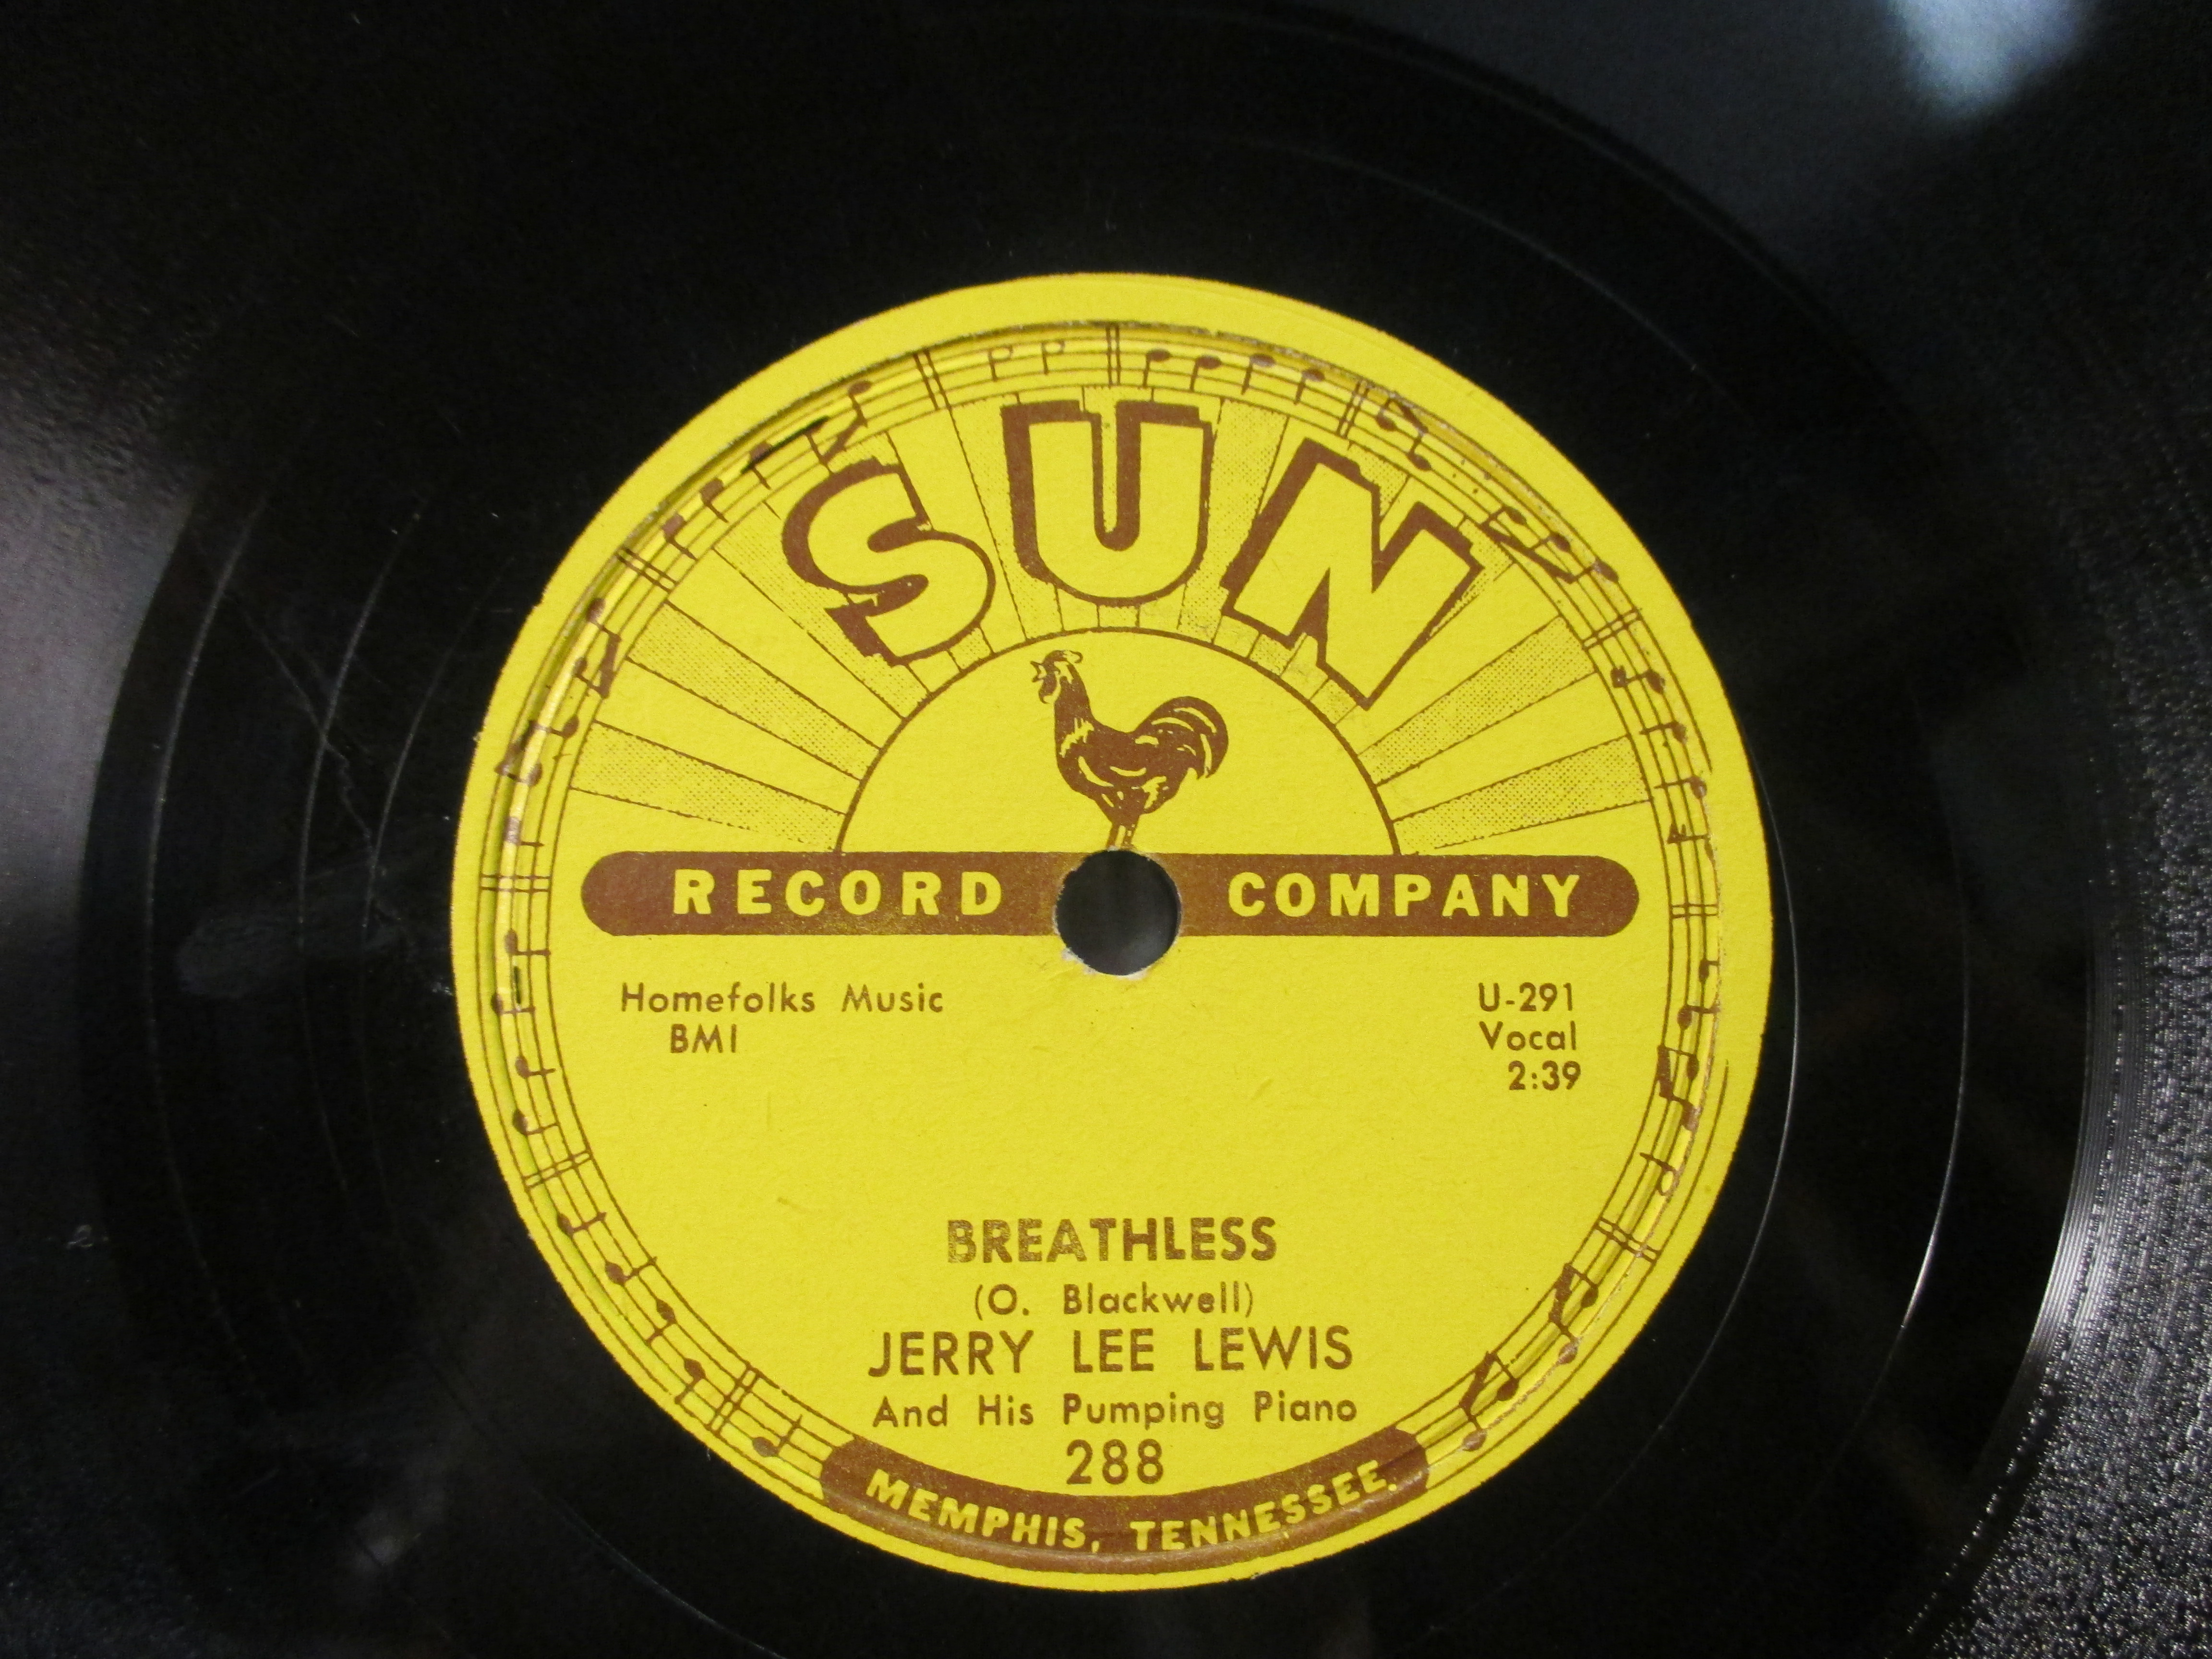 SUN
RECORD COMPANY
Homefolks Music
BMI
U-291
Vocal
2:39
BREATHLESS
(O. Blackwell)
JERRY LEE LEWIS
And His Pumping Piano
288
MEMPHIS, TENNESSEE.